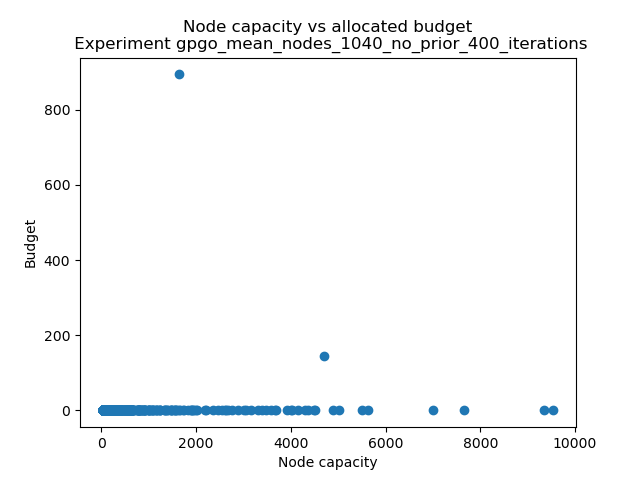 Node capacity vs allocated budget
Experiment gpgo_mean_nodes_1040_no_prior_400_iterations
Budget
800
600
400
200
0
0 2000 4000 6000 8000 10000
Node capacity